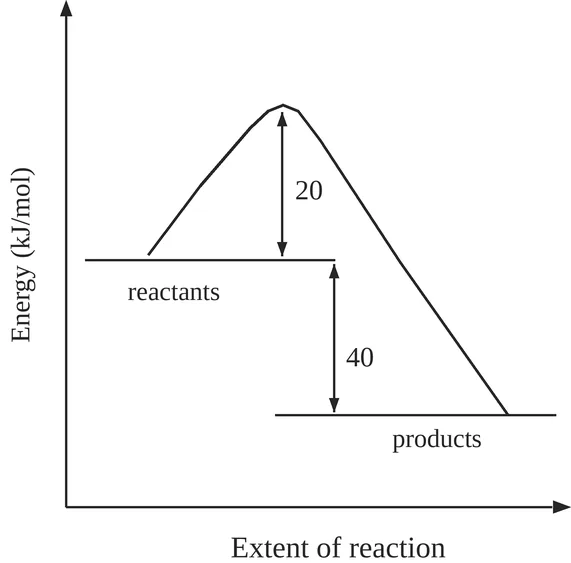 Energy (kJ/mol)
20
reactants
40
products
Extent of reaction